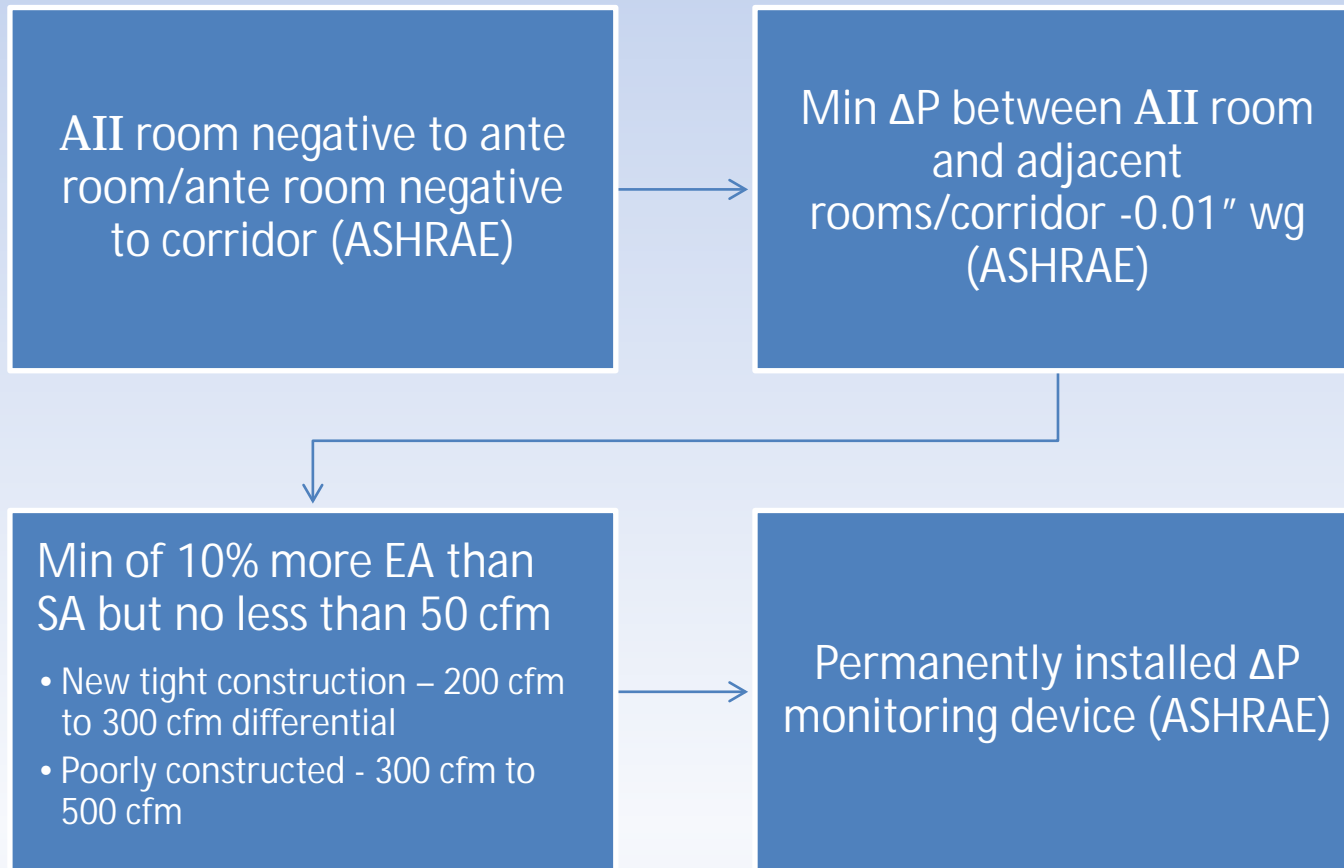 AII room negative to ante
room/ante room negative
to corridor (ASHRAE)
Min ΔP between AII room
and adjacent
rooms/corridor -0.01" wg
(ASHRAE)
Min of 10% more EA than
SA but no less than 50 cfm
• New tight construction – 200 cfm
to 300 cfm differential
• Poorly constructed - 300 cfm to
500 cfm
Permanently installed ΔP
monitoring device (ASHRAE)